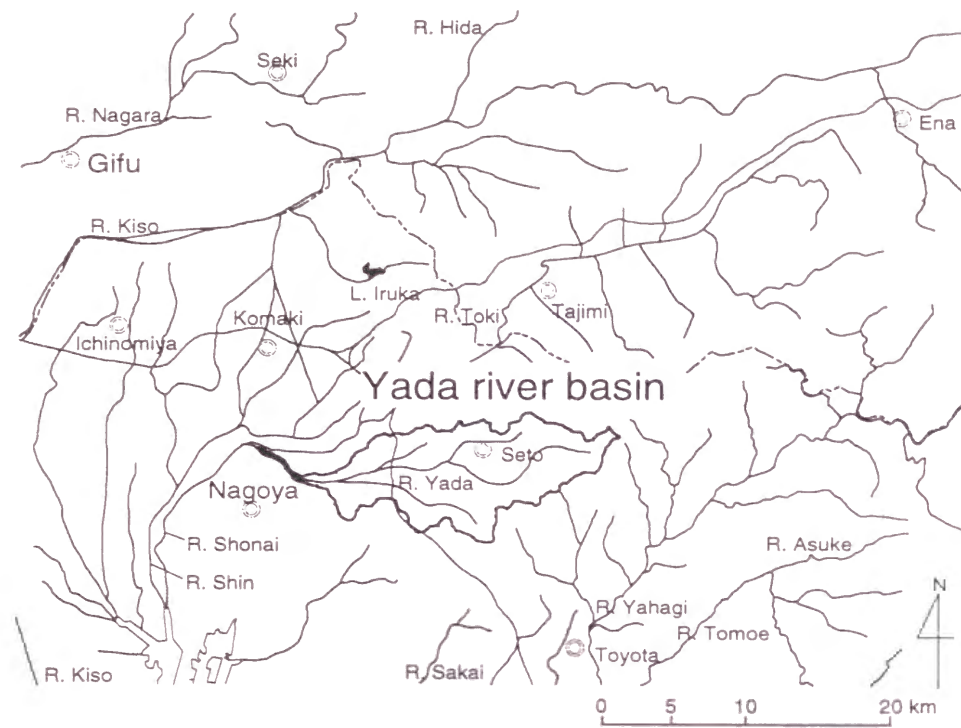 R. Hida
Seki
R. Nagara
Ena
Gifu
R. Kiso
L. Iruka
R. Toki
Tajimi
Komaki
Ichinomiya
Yada river basin
Seto
R. Yada
Nagoya
R. Shonai
R. Asuke
R. Shin
N
R. Yahagi
R. Tomoe
Toyota
R. Sakai
R. Kiso
0 5 10 20 km